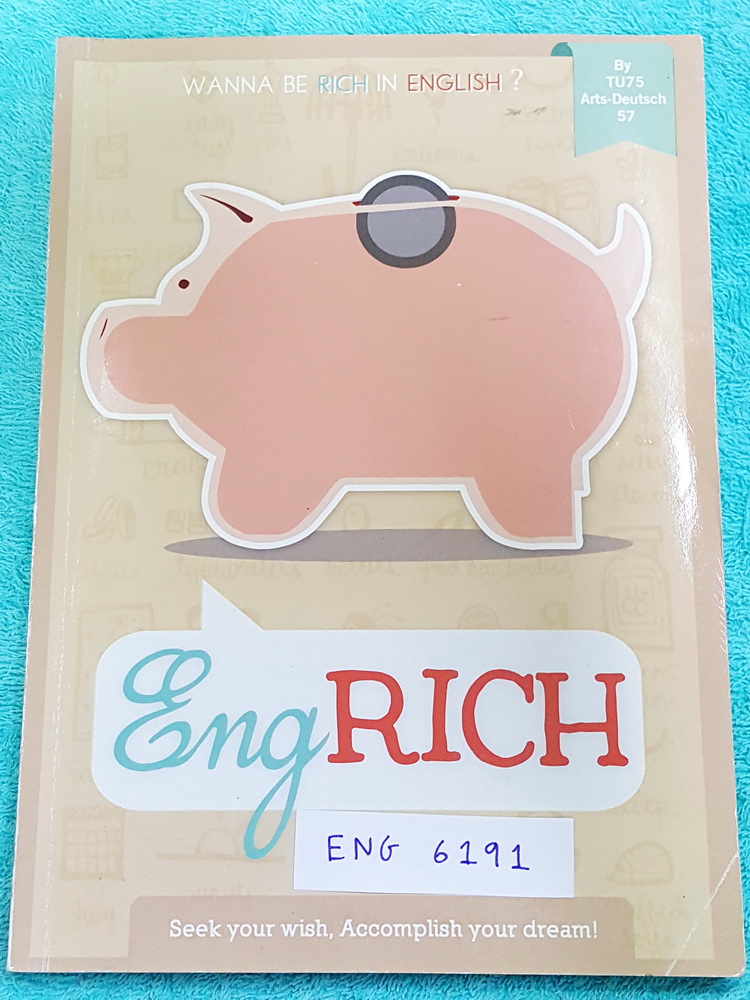 WANNA BE RICH IN ENGLISH ?
By
TU75
Arts-Deutsch
57
EngRICH
ENG 6191
Seek your wish, Accomplish your dream!